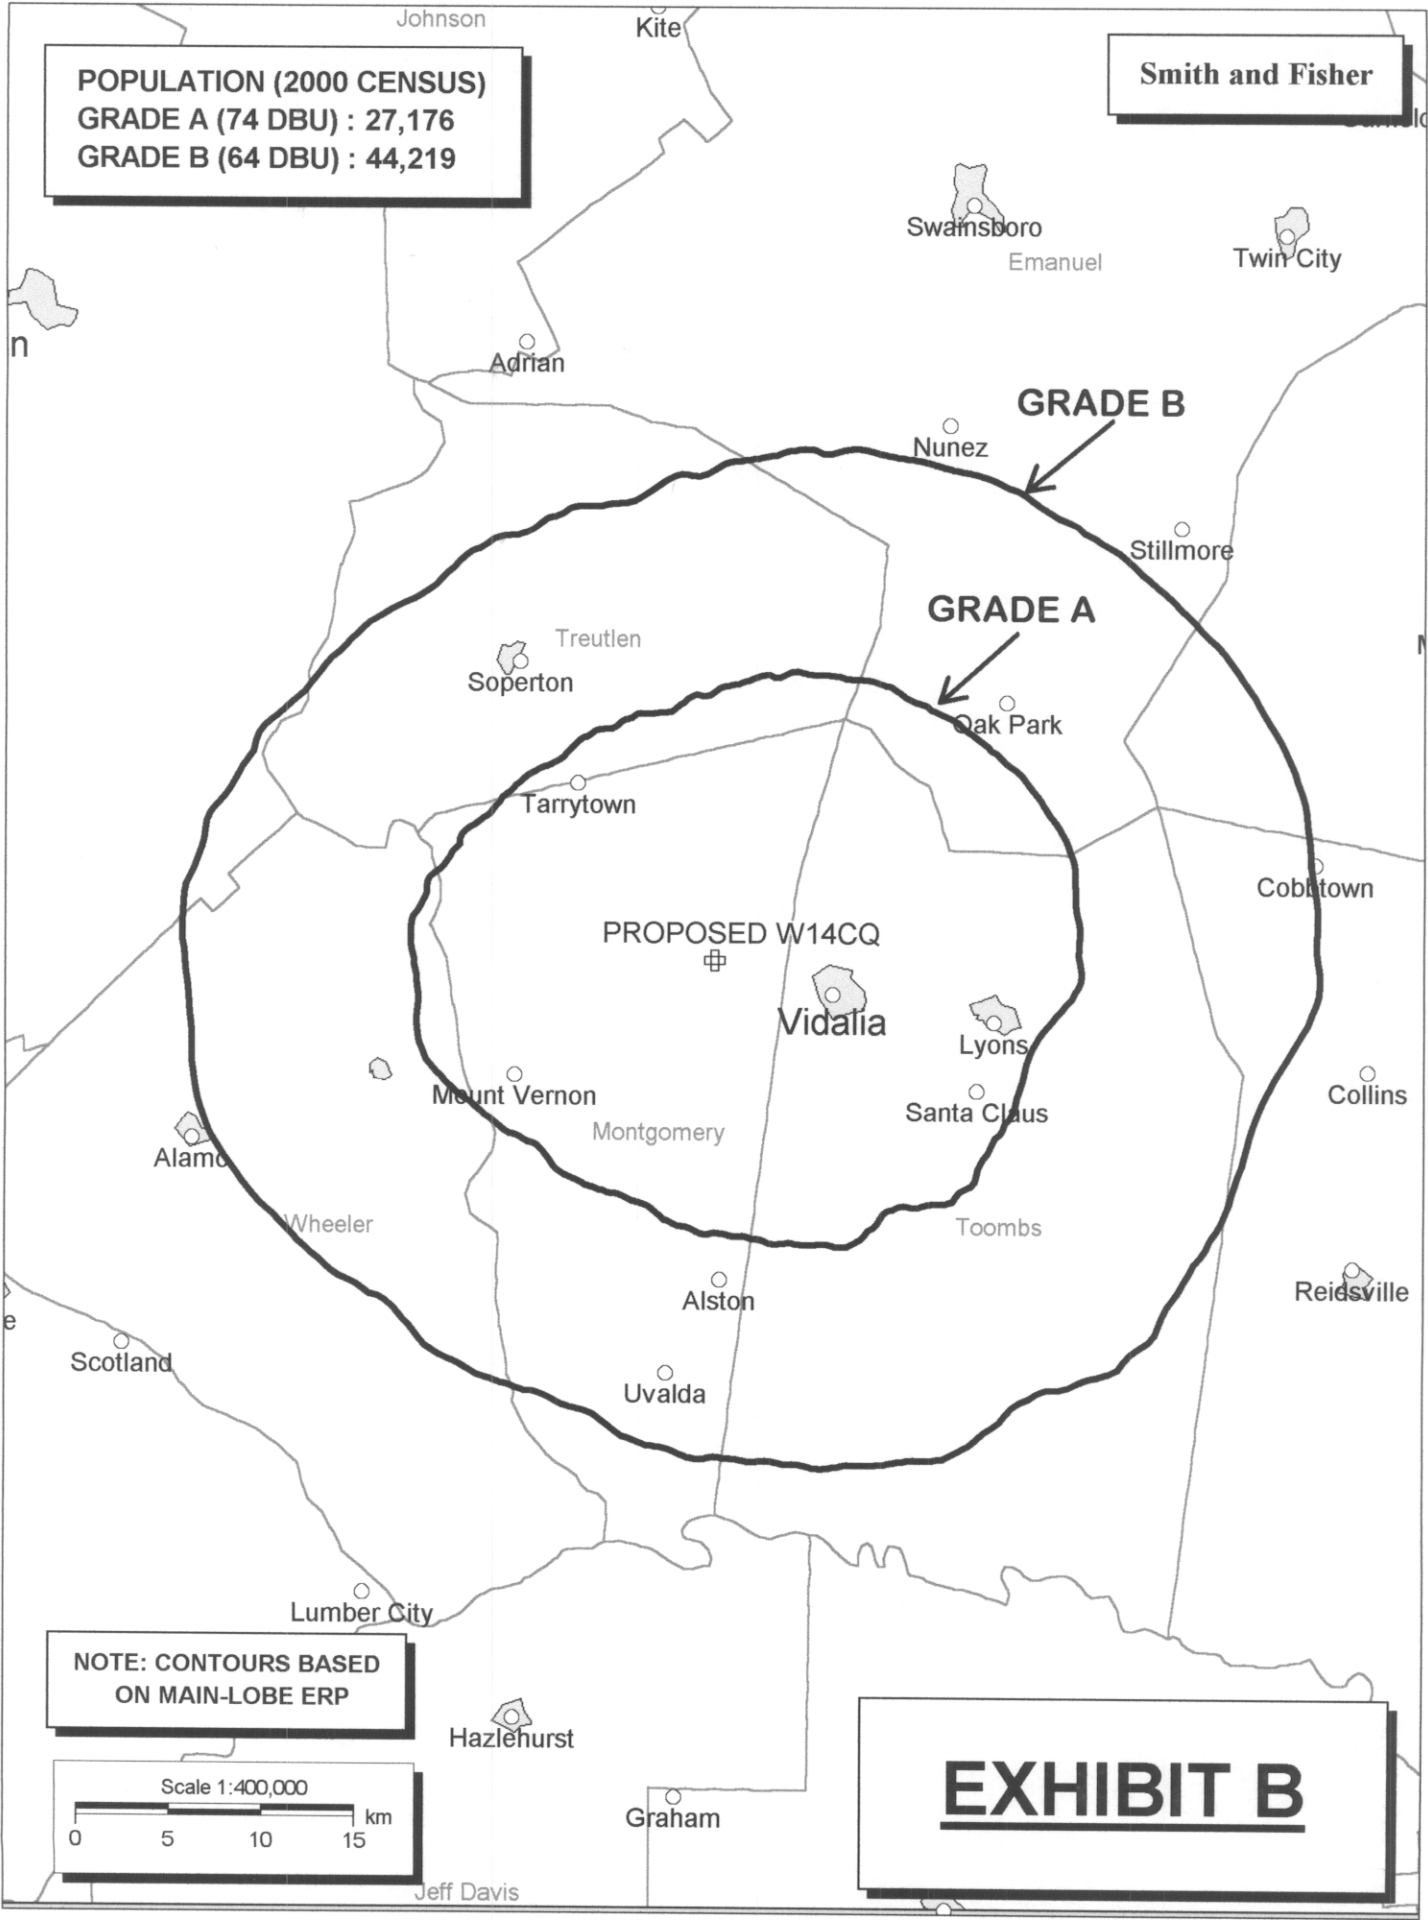 Johnson
Kite
POPULATION (2000 CENSUS)
GRADE A (74 DBU) : 27,176
GRADE B (64 DBU) : 44,219
Smith and Fisher
Swainsboro
Emanuel
Twin City
n
Adrian
GRADE B
Nunez
Stillmore
GRADE A
Treutlen
Soperton
Oak Park
Tarrytown
Cobbtown
PROPOSED W14CQ
Vidalia
Lyons
Mount Vernon
Santa Claus
Collins
Montgomery
Alamo
Wheeler
Toombs
Alston
Reidsville
e
Scotland
Uvalda
Lumber City
NOTE: CONTOURS BASED
ON MAIN-LOBE ERP
Hazlehurst
Scale 1:400,000
km
0 5 10 15
Graham
EXHIBIT B
Jeff Davis